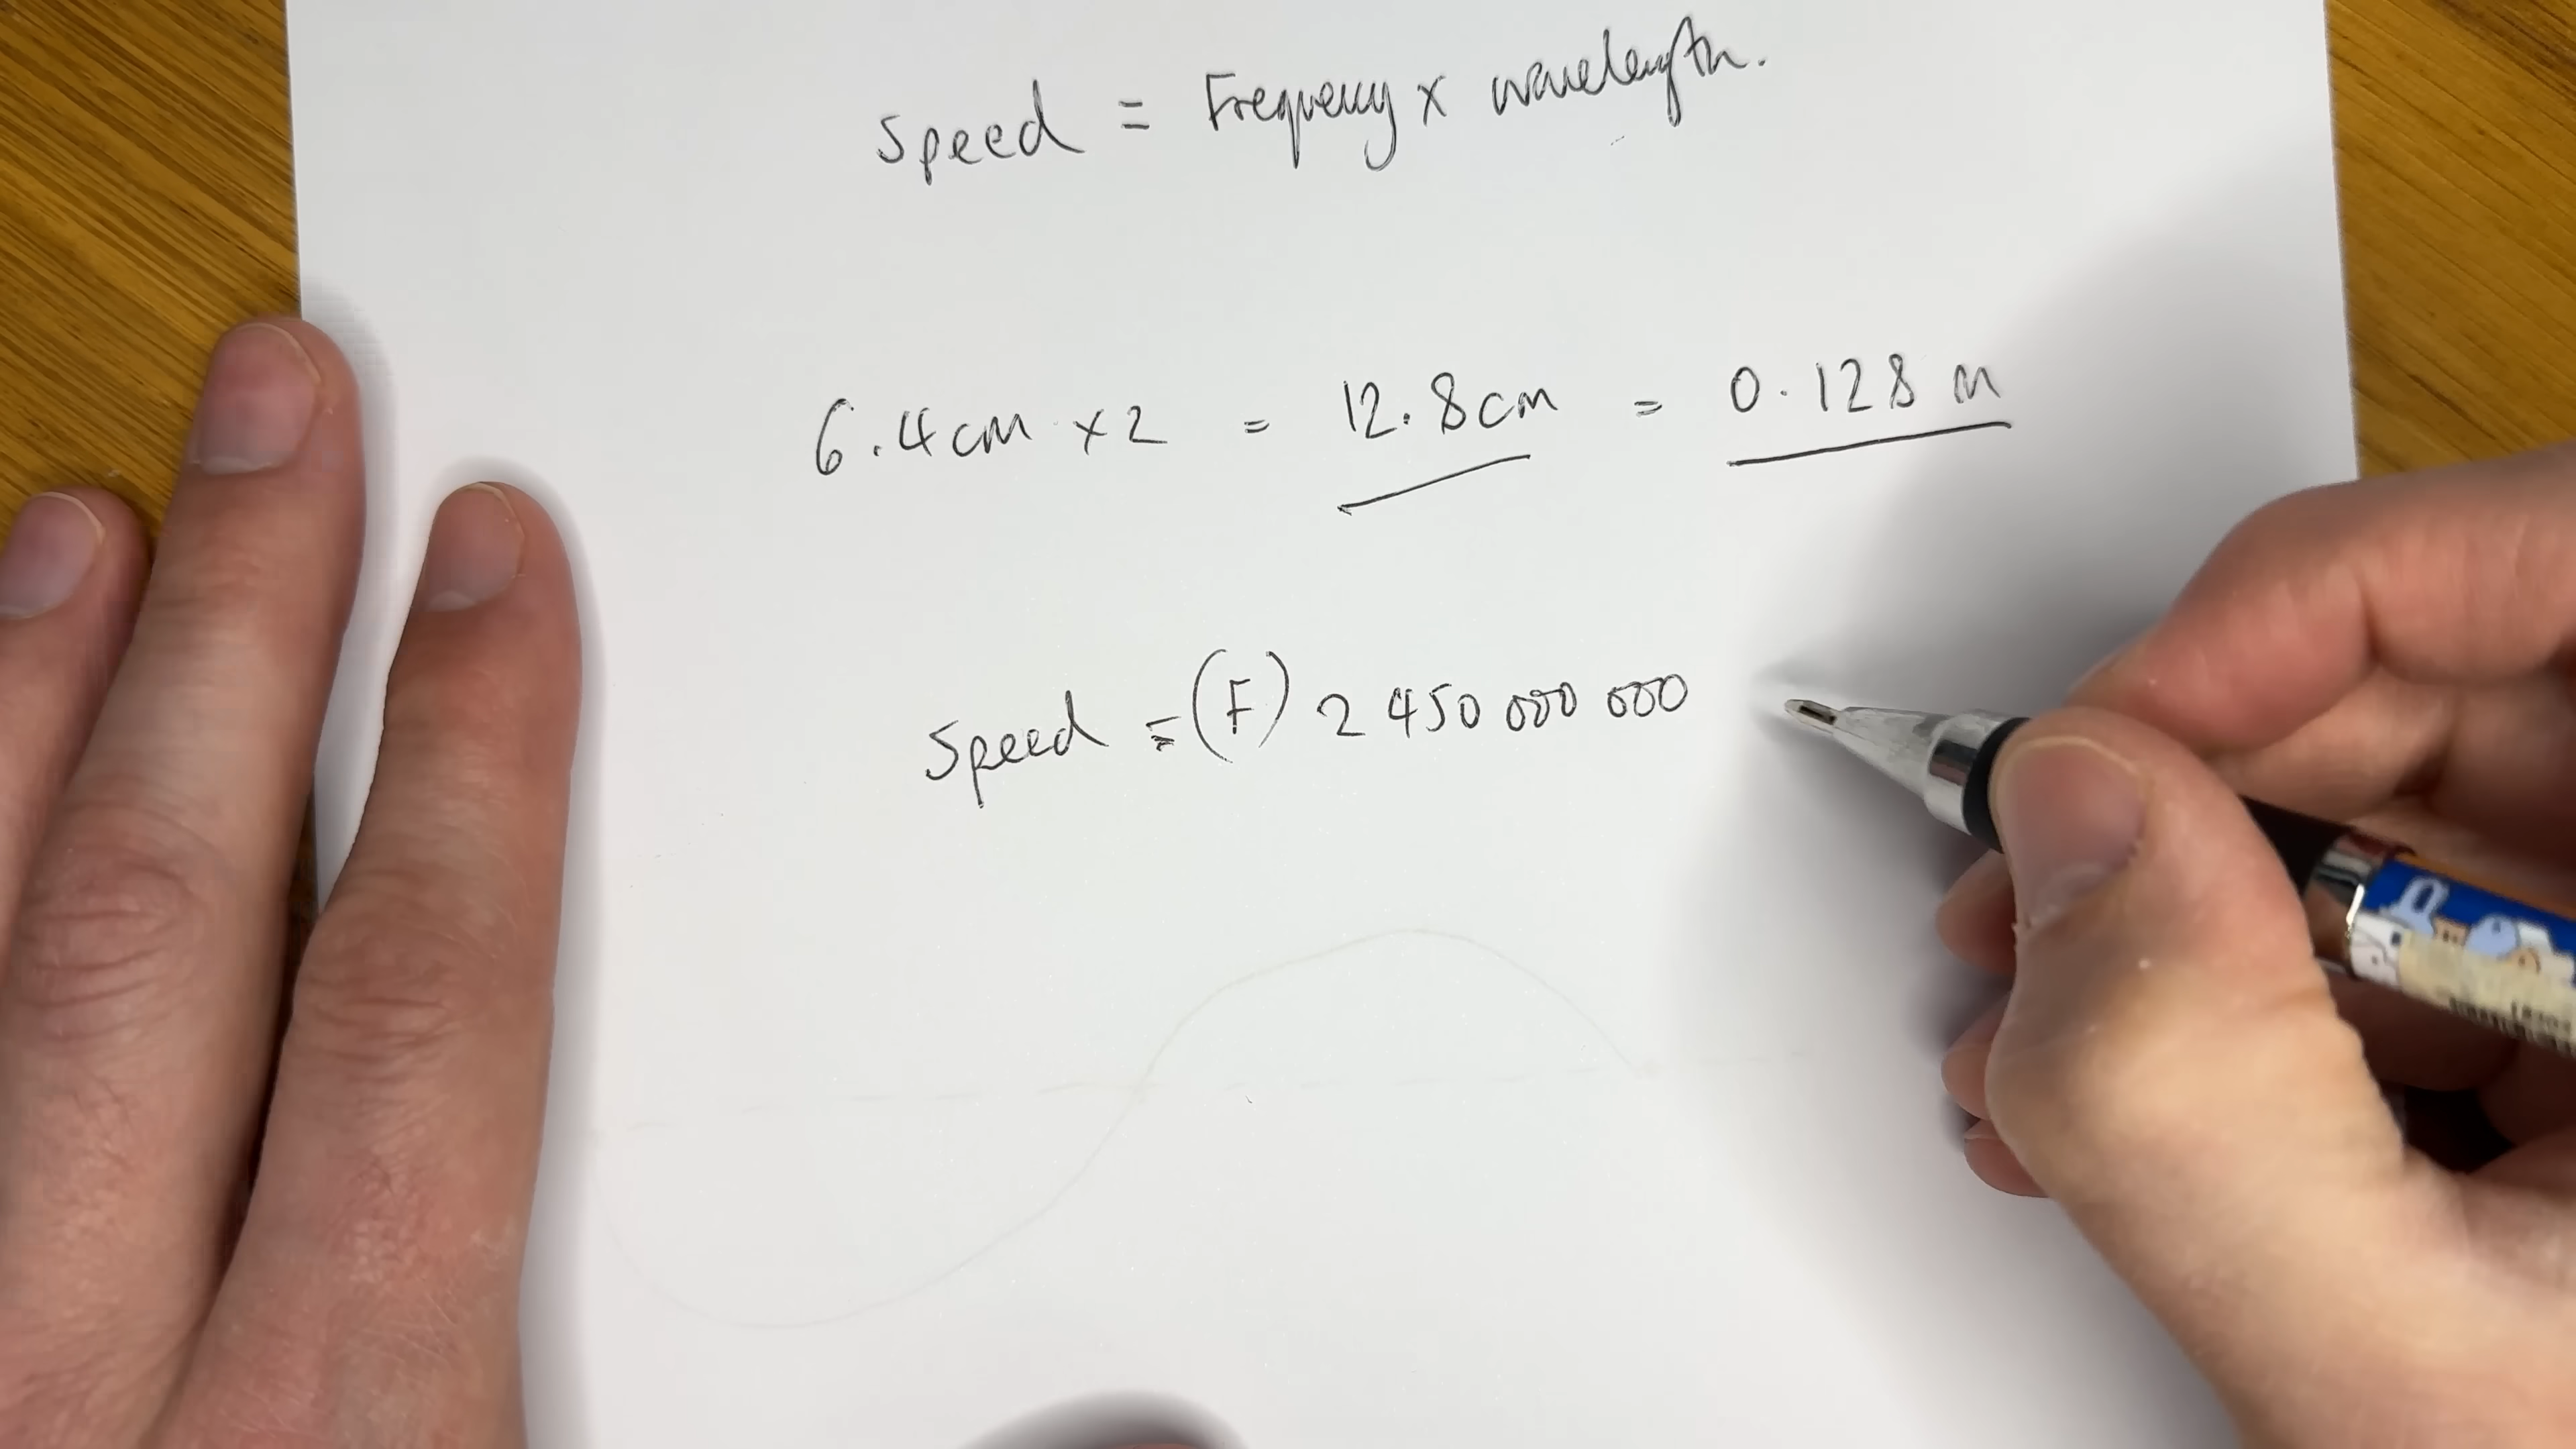 Speed = Frequency x wavelength.
6.4cm x2 = 12.8cm = 0.128 m
Speed = (F) 2 450 000 000